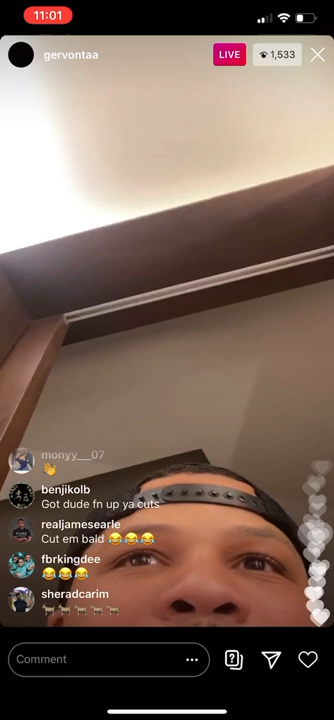 11:01
gervontaa
LIVE
1,533
monyy___07
👋
benjikolb
Got dude fn up ya cuts
realjamesearle
Cut em bald 😂😂😂
fbrkingdee
😂😂😂
sheradcarim
🐐🐐🐐🐐🐐
Comment